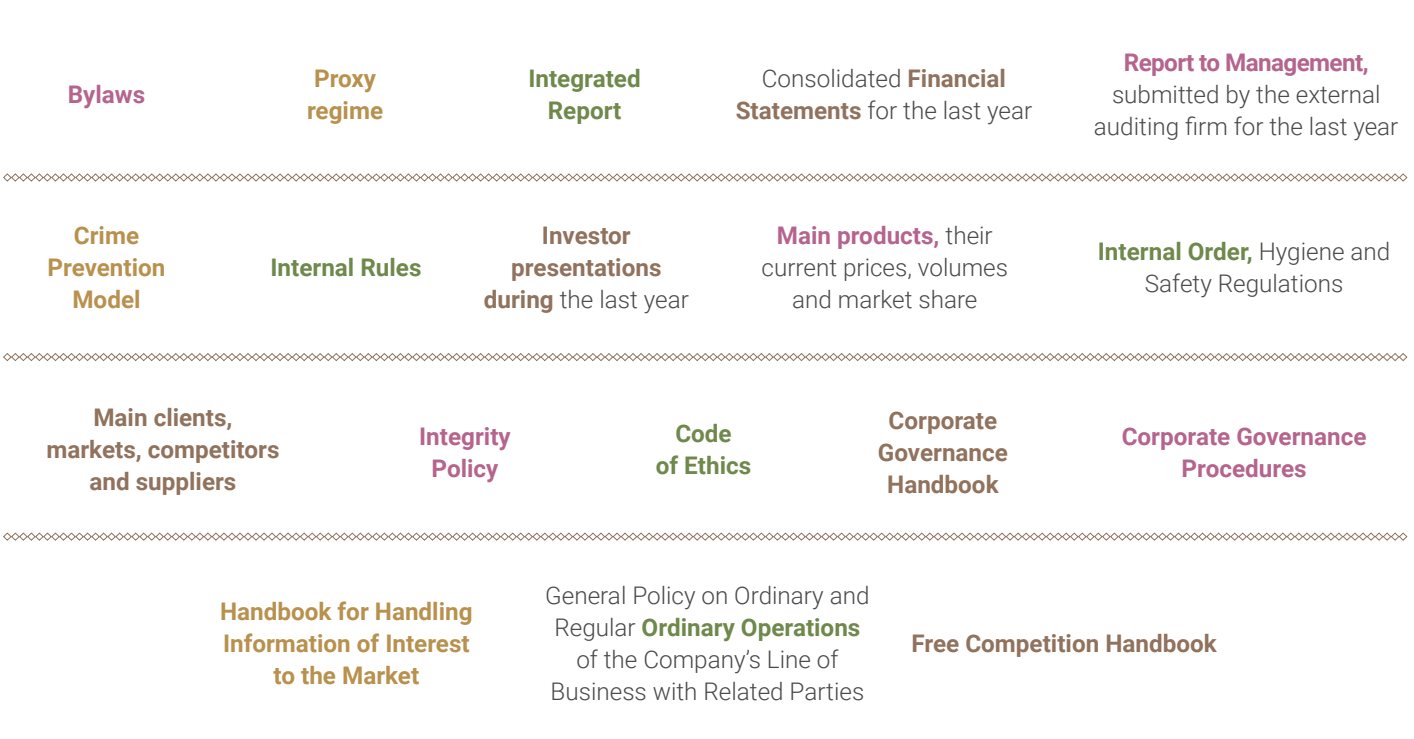 Bylaws
Proxy
regime
Integrated
Report
Consolidated Financial
Statements for the last year
Report to Management,
submitted by the external
auditing firm for the last year
Crime
Prevention
Model
Internal Rules
Investor
presentations
during the last year
Main products, their
current prices, volumes
and market share
Internal Order, Hygiene and
Safety Regulations
Main clients,
markets, competitors
and suppliers
Integrity
Policy
Code
of Ethics
Corporate
Governance
Handbook
Corporate Governance
Procedures
Handbook for Handling
Information of Interest
to the Market
General Policy on Ordinary and
Regular Ordinary Operations
of the Company’s Line of
Business with Related Parties
Free Competition Handbook